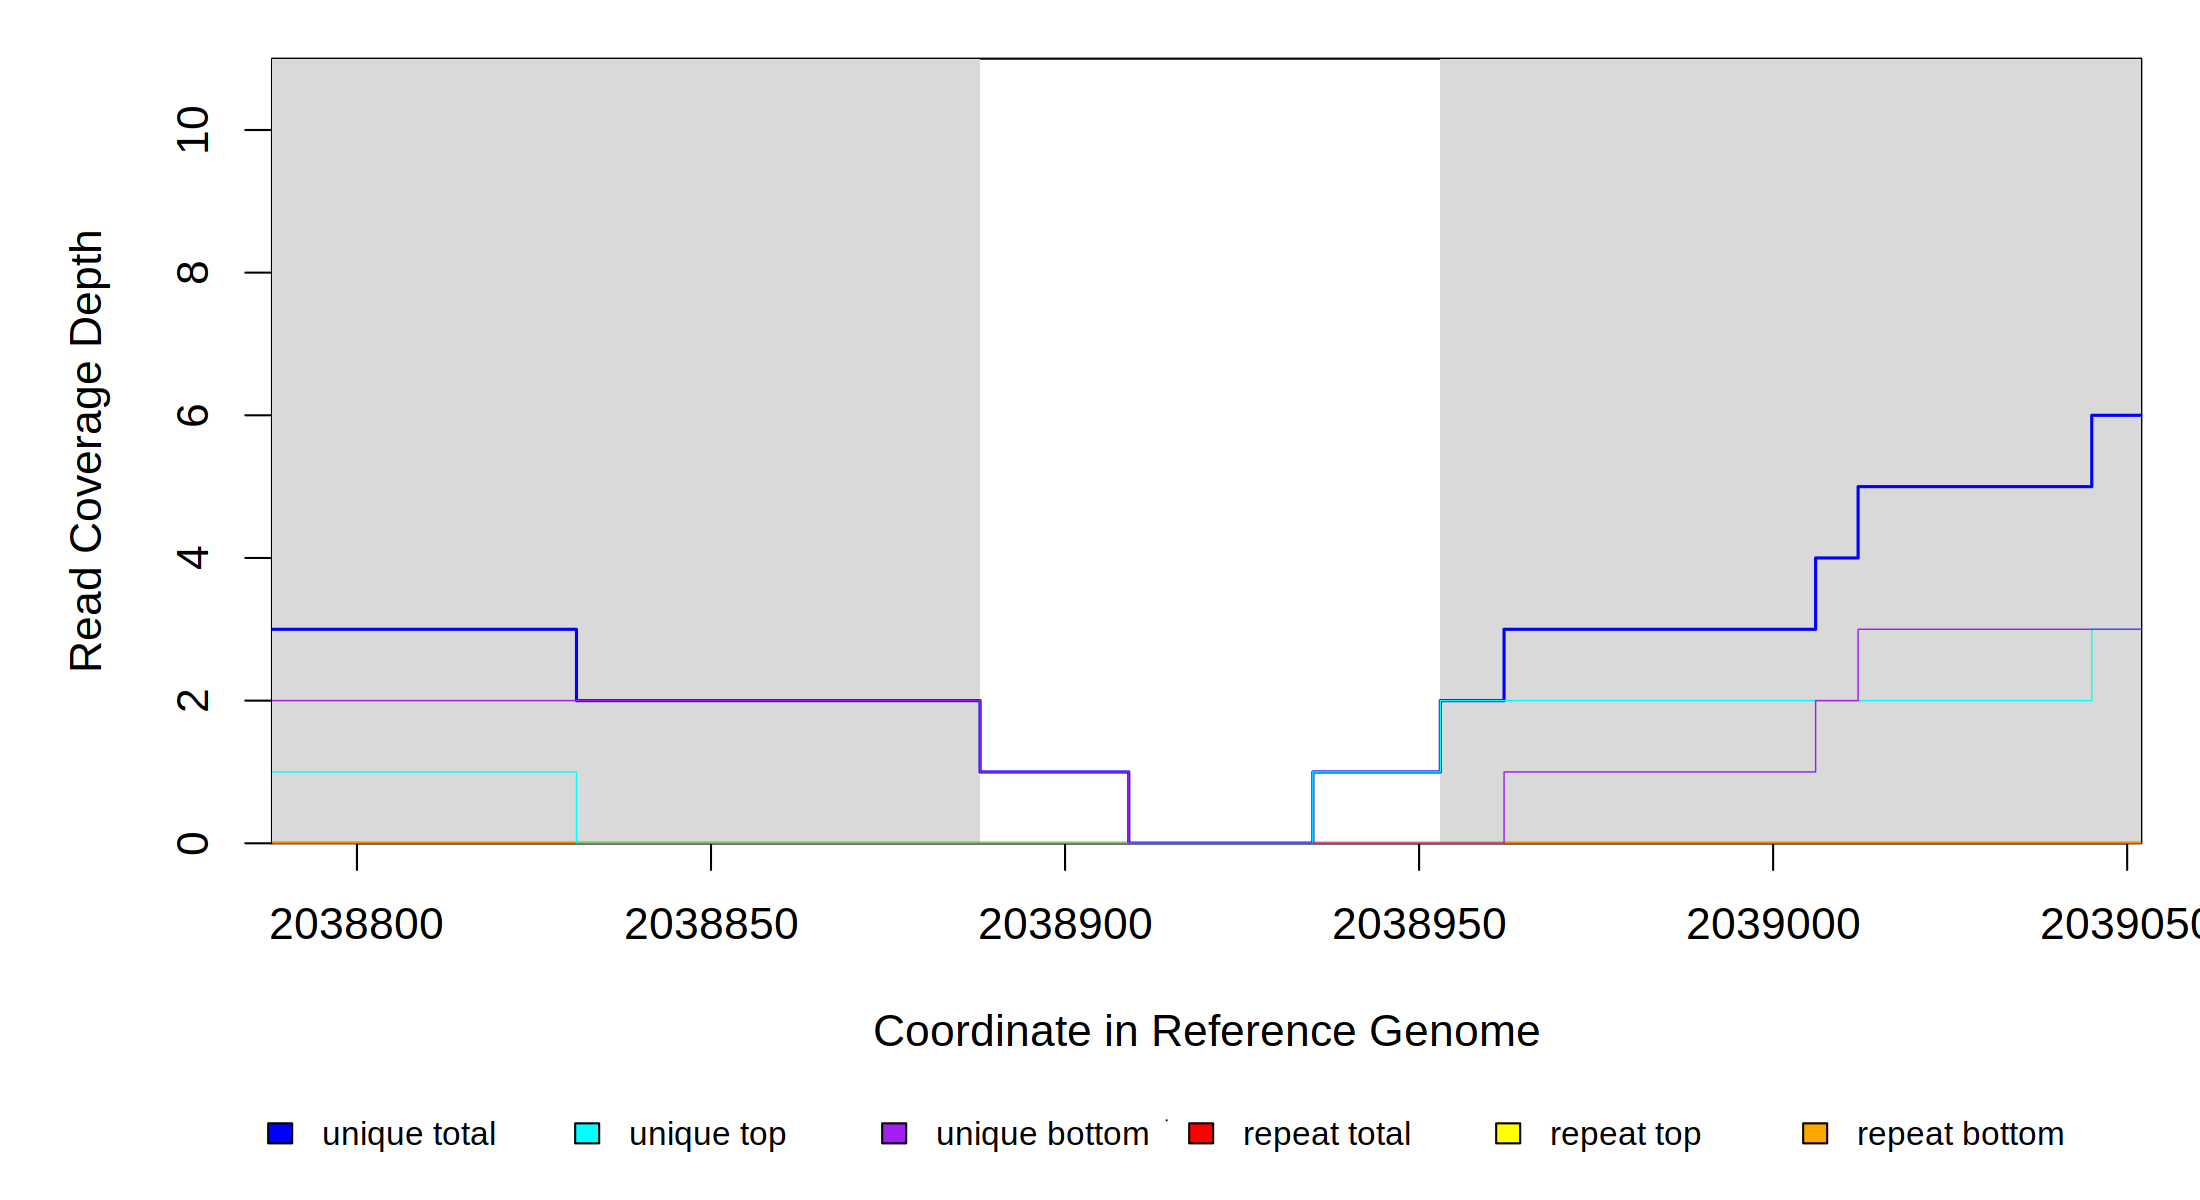 10
8
6
4
2
0
Read Coverage Depth
2038800 2038850 2038900 2038950 2039000 203905
Coordinate in Reference Genome
unique total unique top unique bottom repeat total repeat top repeat bottom